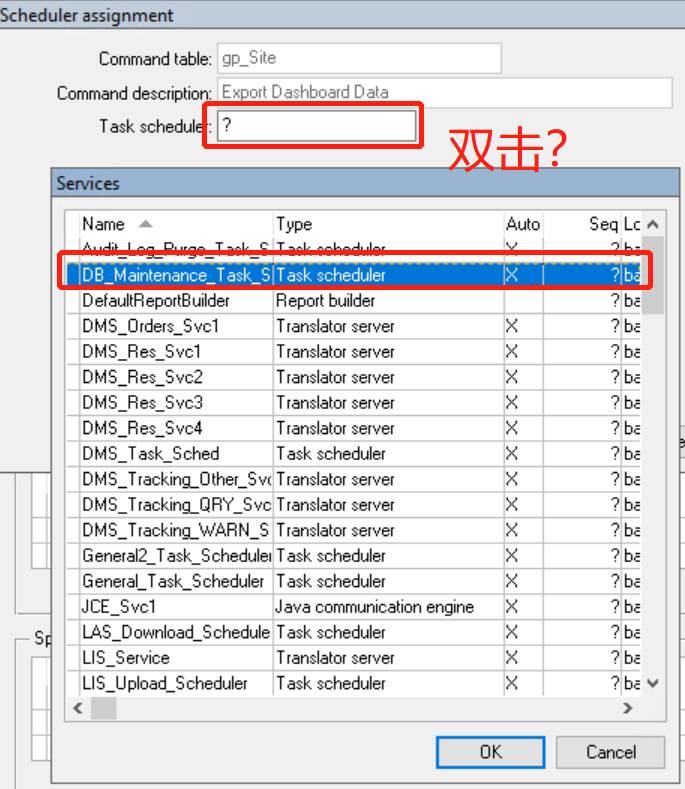 Scheduler assignment
Command table: gp_Site
Command description: Export Dashboard Data
Task scheduler: ?
双击?
Services
Name Type Auto Seq Lo
Audit_Log_Purge_Task_S Task scheduler X ? ba
DB_Maintenance_Task_S Task scheduler X ? ba
DefaultReportBuilder Report builder ? ba
DMS_Orders_Svc1 Translator server X ? ba
DMS_Res_Svc1 Translator server X ? ba
DMS_Res_Svc2 Translator server X ? ba
DMS_Res_Svc3 Translator server X ? ba
DMS_Res_Svc4 Translator server X ? ba
DMS_Task_Sched Task scheduler X ? ba
DMS_Tracking_Other_Svc Translator server X ? ba
DMS_Tracking_QRY_Svc Translator server X ? ba
DMS_Tracking_WARN_S Translator server X ? ba
General2_Task_Scheduler Task scheduler X ? ba
General_Task_Scheduler Task scheduler X ? ba
JCE_Svc1 Java communication engine X ? ba
LAS_Download_Schedule Task scheduler X ? ba
LIS_Service Translator server X ? ba
LIS_Upload_Scheduler Task scheduler X ? ba
Sp
OK Cancel